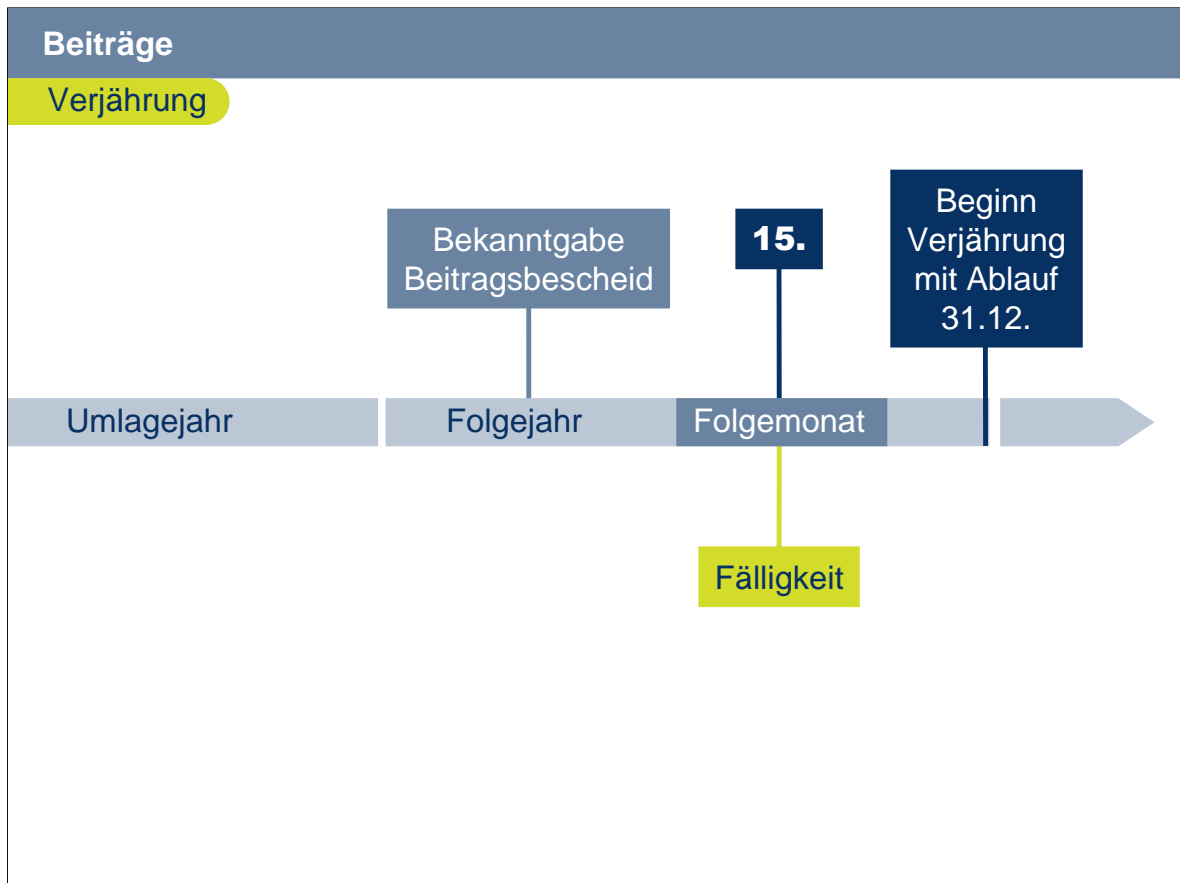 Beiträge
Verjährung
Bekanntgabe
Beitragsbescheid
15.
Beginn
Verjährung
mit Ablauf
31.12.
Umlagejahr
Folgejahr
Folgemonat
Fälligkeit